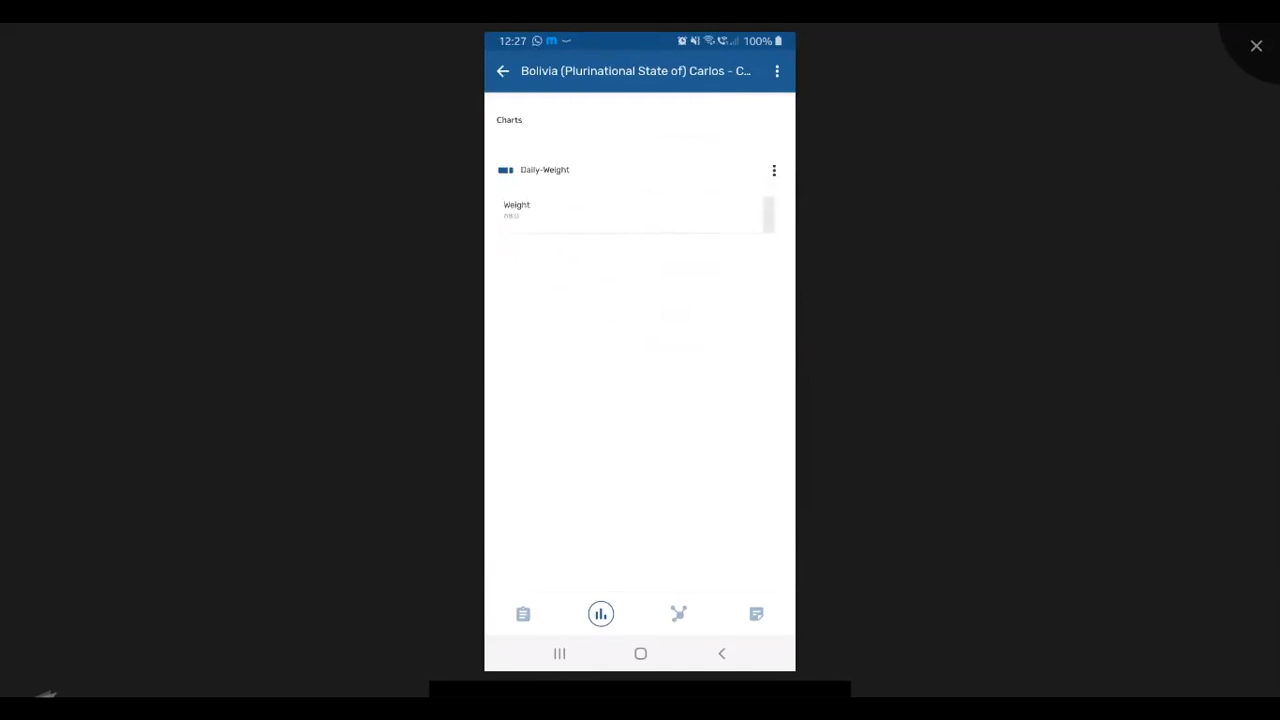 12:27 100%
Bolivia (Plurinational State of) Carlos - C...
Charts
Daily-Weight
Weight